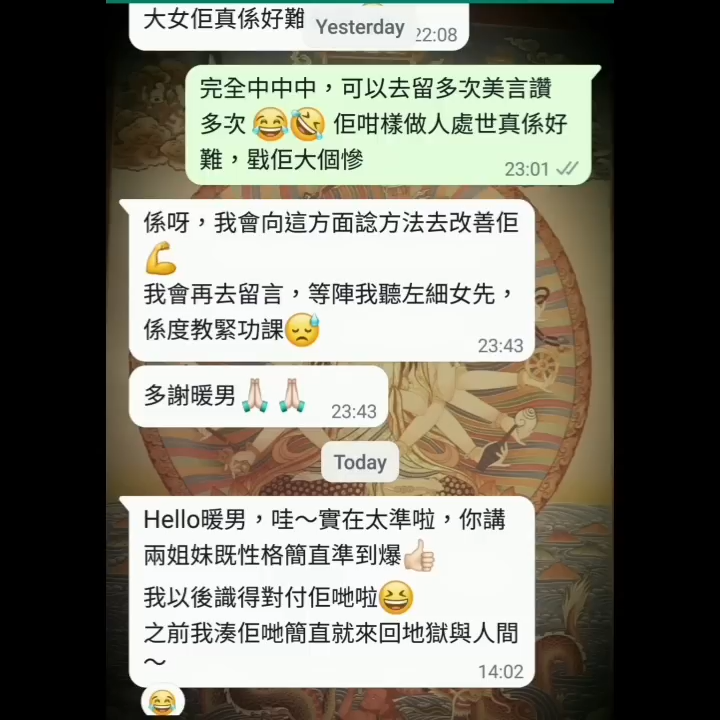 大女佢真係好難
Yesterday
22:08
完全中中中，可以去留多次美言讚
多次😂🤣 佢咁樣做人處世真係好
難，戥佢大個慘
23:01
係呀，我會向這方面諗方法去改善佢
💪
我會再去留言，等陣我聽左細女先，
係度教緊功課😓
23:43
多謝暖男🙏🏻🙏🏻
23:43
Today
Hello暖男，哇～實在太準啦，你講
兩姐妹既性格簡直準到爆👍🏻
我以後識得對付佢哋啦😆
之前我湊佢哋簡直就來回地獄與人間
～
14:02
😂